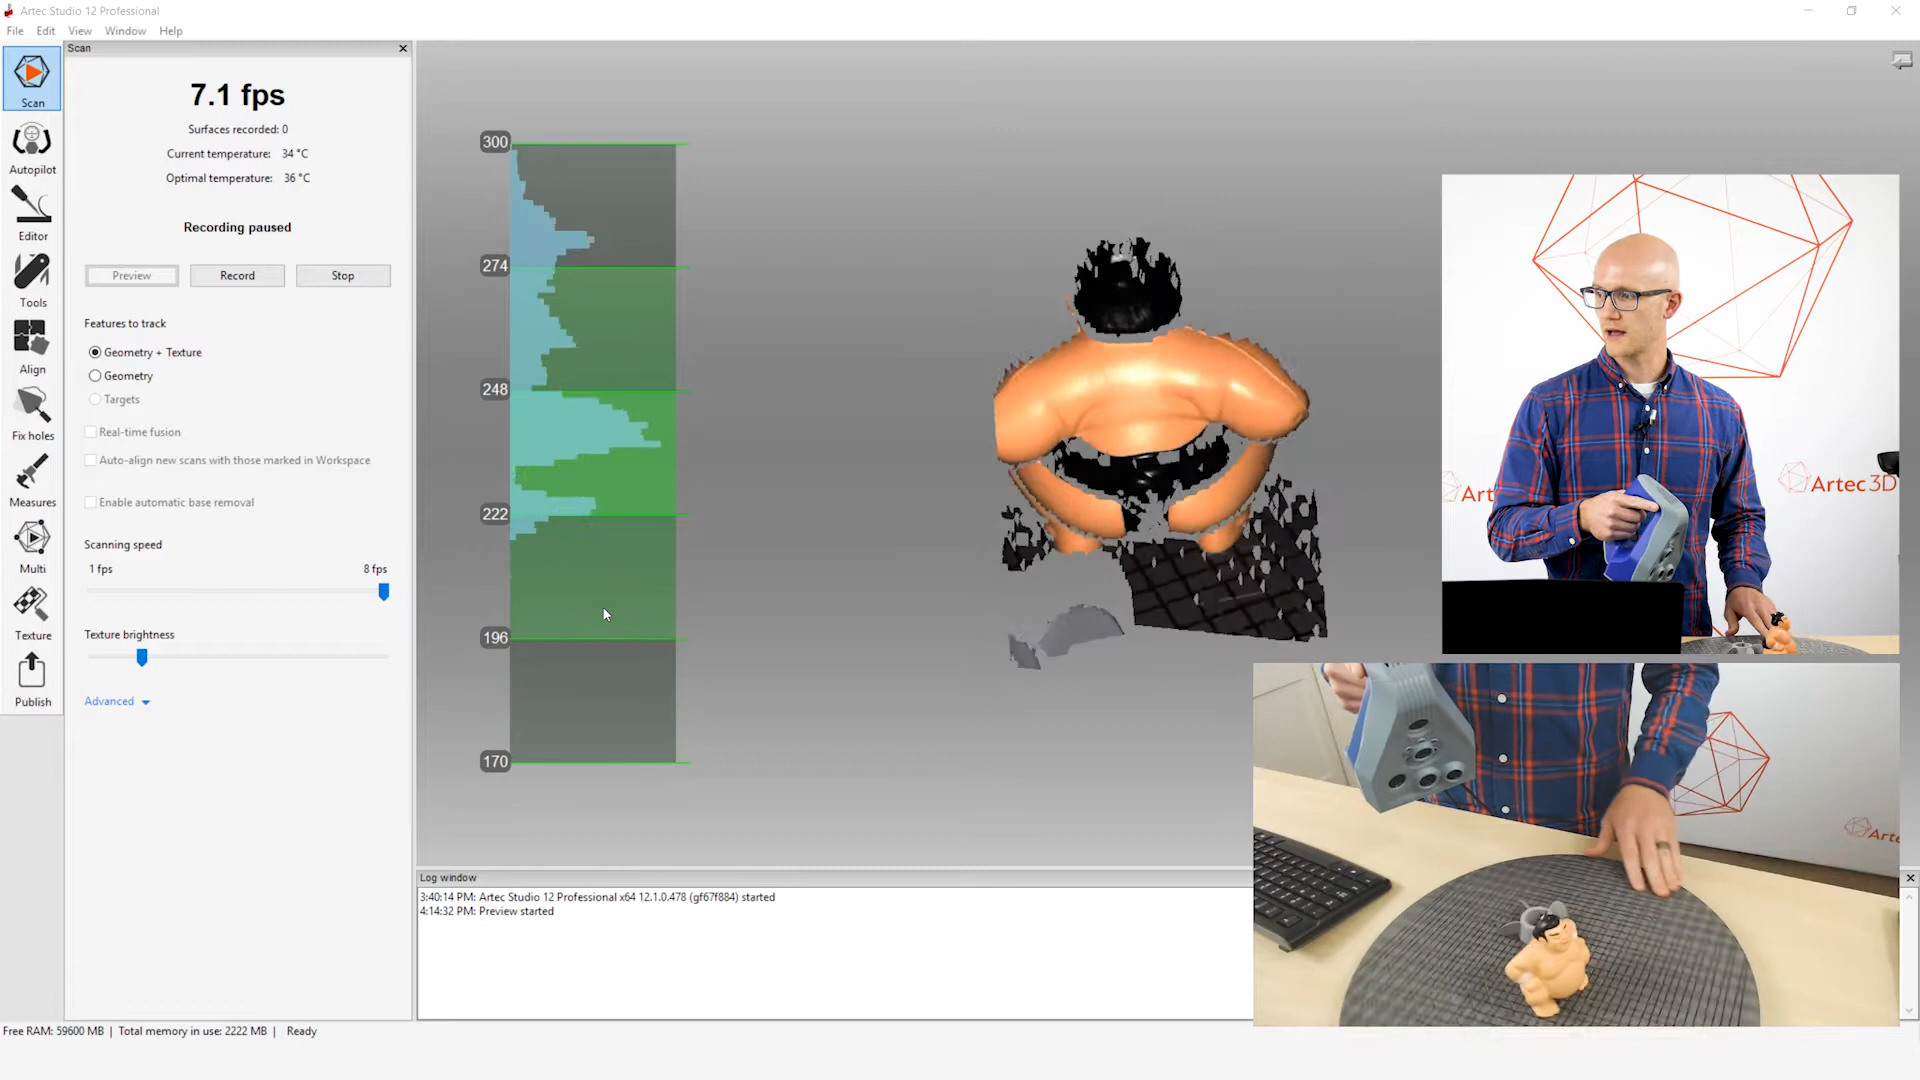 Artec Studio 12 Professional
File Edit View Window Help
Scan
Scan
Autopilot
Editor
Tools
Align
Fix holes
Measures
Multi
Texture
Publish
7.1 fps
Surfaces recorded: 0
Current temperature: 34 °C
Optimal temperature: 36 °C
Recording paused
Preview Record Stop
Features to track
Geometry + Texture
Geometry
Targets
Real-time fusion
Auto-align new scans with those marked in Workspace
Enable automatic base removal
Scanning speed
1 fps 8 fps
Texture brightness
Advanced
300
274
248
222
196
170
Art
Artec 3D
Arte
Log window
3:40:14 PM: Artec Studio 12 Professional x64 12.1.0.478 (gf67f884) started
4:14:32 PM: Preview started
Free RAM: 59600 MB | Total memory in use: 2222 MB | Ready